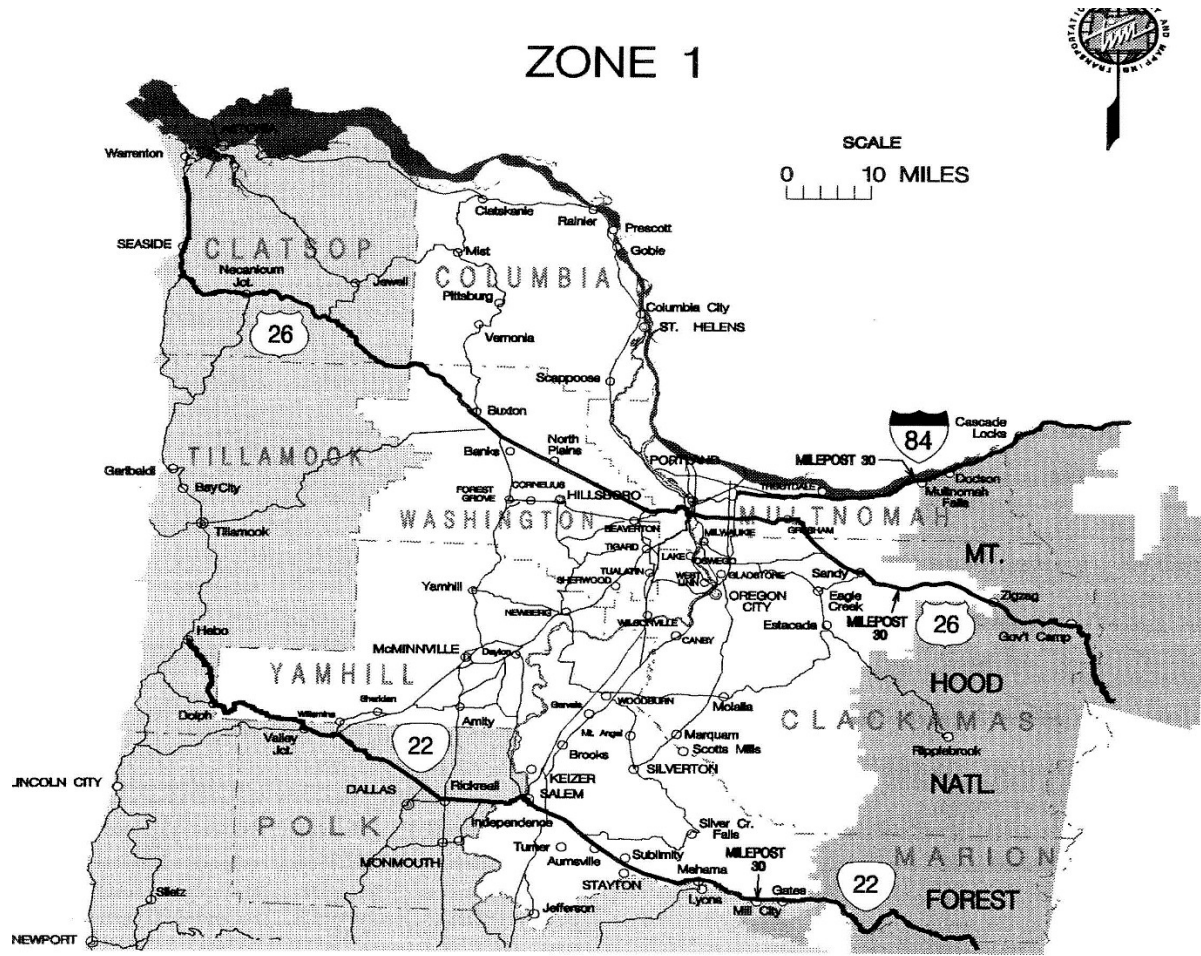 ZONE 1
TRANSPORTATION
AND MAPPING
tmm
SCALE
0 10 MILES
ASTORIA
Warrenton
Clatskanie
Rainier
Prescott
SEASIDE
CLATSOP
Goble
Mist
Necanicum
Jct.
Jewell
COLUMBIA
Pittsburg
Columbia City
ST. HELENS
26
Vernonia
Scappoose
Buxton
84
Cascade
Locks
North
Plains
Banks
PORTLAND
MILEPOST 30
TILLAMOOK
Garibaldi
Dodson
Bay City
CORNELIUS
TROUTDALE
Multnomah
Falls
FOREST
GROVE
HILLSBORO
WASHINGTON
MULTNOMAH
Tillamook
BEAVERTON
GRESHAM
MILWAUKIE
TIGARD
LAKE
OSWEGO
MT.
TUALATIN
WEST
LINN
GLADSTONE
Sandy
SHERWOOD
Yamhill
OREGON
CITY
Eagle
Creek
Zigzag
NEWBERG
WILSONVILLE
MILEPOST
30
26
Estacada
Gov't Camp
Hebo
CANBY
McMINNVILLE
Dayton
YAMHILL
HOOD
Sheridan
WOODBURN
Molalla
Dolph
Willamina
Gervais
CLACKAMAS
Amity
Valley
Jct.
22
Mt. Angel
Marquam
Ripplebrook
Brooks
Scotts Mills
KEIZER
SILVERTON
LINCOLN CITY
NATL.
DALLAS
Rickreall
SALEM
POLK
Independence
Silver Cr.
Falls
MONMOUTH
Turner
Aumsville
Sublimity
MILEPOST
30
MARION
Mehama
STAYTON
22
Siletz
Lyons
Gates
Mill City
FOREST
Jefferson
NEWPORT